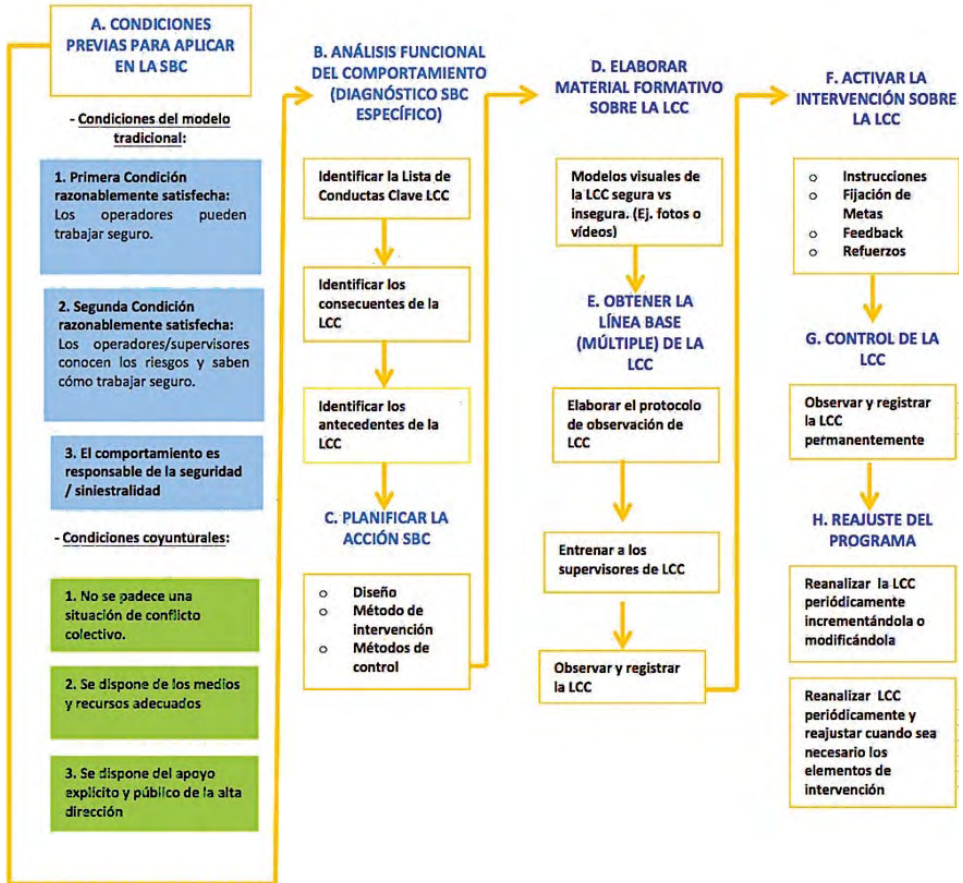 A. CONDICIONES
PREVIAS PARA APLICAR
EN LA SBC
- Condiciones del modelo
tradicional:
1. Primera Condición
razonablemente satisfecha:
Los operadores pueden
trabajar seguro.
2. Segunda Condición
razonablemente satisfecha:
Los operadores/supervisores
conocen los riesgos y saben
cómo trabajar seguro.
3. El comportamiento es
responsable de la seguridad
/ siniestralidad
- Condiciones coyunturales:
1. No se padece una
situación de conflicto
colectivo.
2. Se dispone de los medios
y recursos adecuados
3. Se dispone del apoyo
explícito y público de la alta
dirección
B. ANÁLISIS FUNCIONAL
DEL COMPORTAMIENTO
(DIAGNÓSTICO SBC
ESPECÍFICO)
Identificar la Lista de
Conductas Clave LCC
Identificar los
consecuentes de la
LCC
Identificar los
antecedentes de la
LCC
C. PLANIFICAR LA
ACCIÓN SBC
o Diseño
o Método de
intervención
o Métodos de
control
D. ELABORAR
MATERIAL FORMATIVO
SOBRE LA LCC
Modelos visuales de
la LCC segura vs
insegura. (Ej. fotos o
vídeos)
E. OBTENER LA
LÍNEA BASE
(MÚLTIPLE) DE LA
LCC
Elaborar el protocolo
de observación de
LCC
Entrenar a los
supervisores de LCC
Observar y registrar
la LCC
F. ACTIVAR LA
INTERVENCIÓN SOBRE
LA LCC
o Instrucciones
o Fijación de
Metas
o Feedback
o Refuerzos
G. CONTROL DE LA
LCC
Observar y registrar
la LCC
permanentemente
H. REAJUSTE DEL
PROGRAMA
Reanalizar la LCC
periódicamente
incrementándola o
modificándola
Reanalizar LCC
periódicamente y
reajustar cuando sea
necesario los
elementos de
intervención